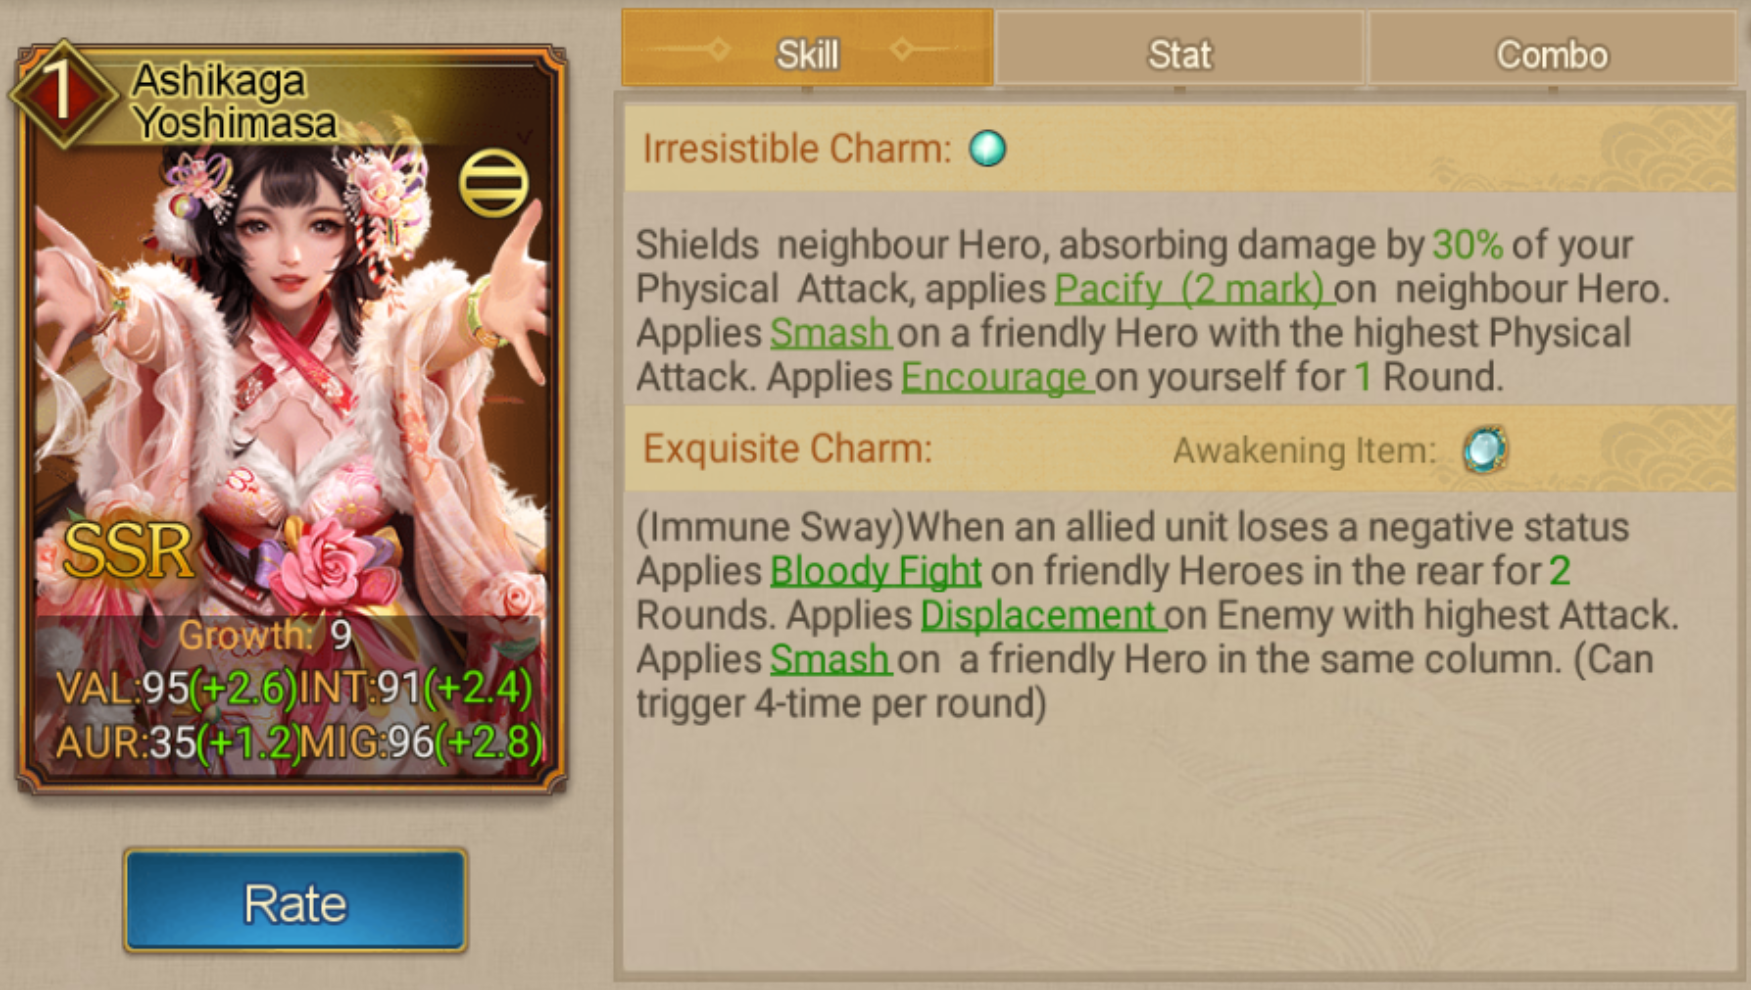 1
Ashikaga
Yoshimasa
SSR
Growth: 9
VAL:95(+2.6)INT:91(+2.4)
AUR:35(+1.2)MIG:96(+2.8)
Rate
Skill
Stat
Combo
Irresistible Charm:
Shields neighbour Hero, absorbing damage by 30% of your
Physical Attack, applies Pacify (2 mark) on neighbour Hero.
Applies Smash on a friendly Hero with the highest Physical
Attack. Applies Encourage on yourself for 1 Round.
Exquisite Charm:
Awakening Item:
(Immune Sway)When an allied unit loses a negative status
Applies Bloody Fight on friendly Heroes in the rear for 2
Rounds. Applies Displacement on Enemy with highest Attack.
Applies Smash on a friendly Hero in the same column. (Can
trigger 4-time per round)